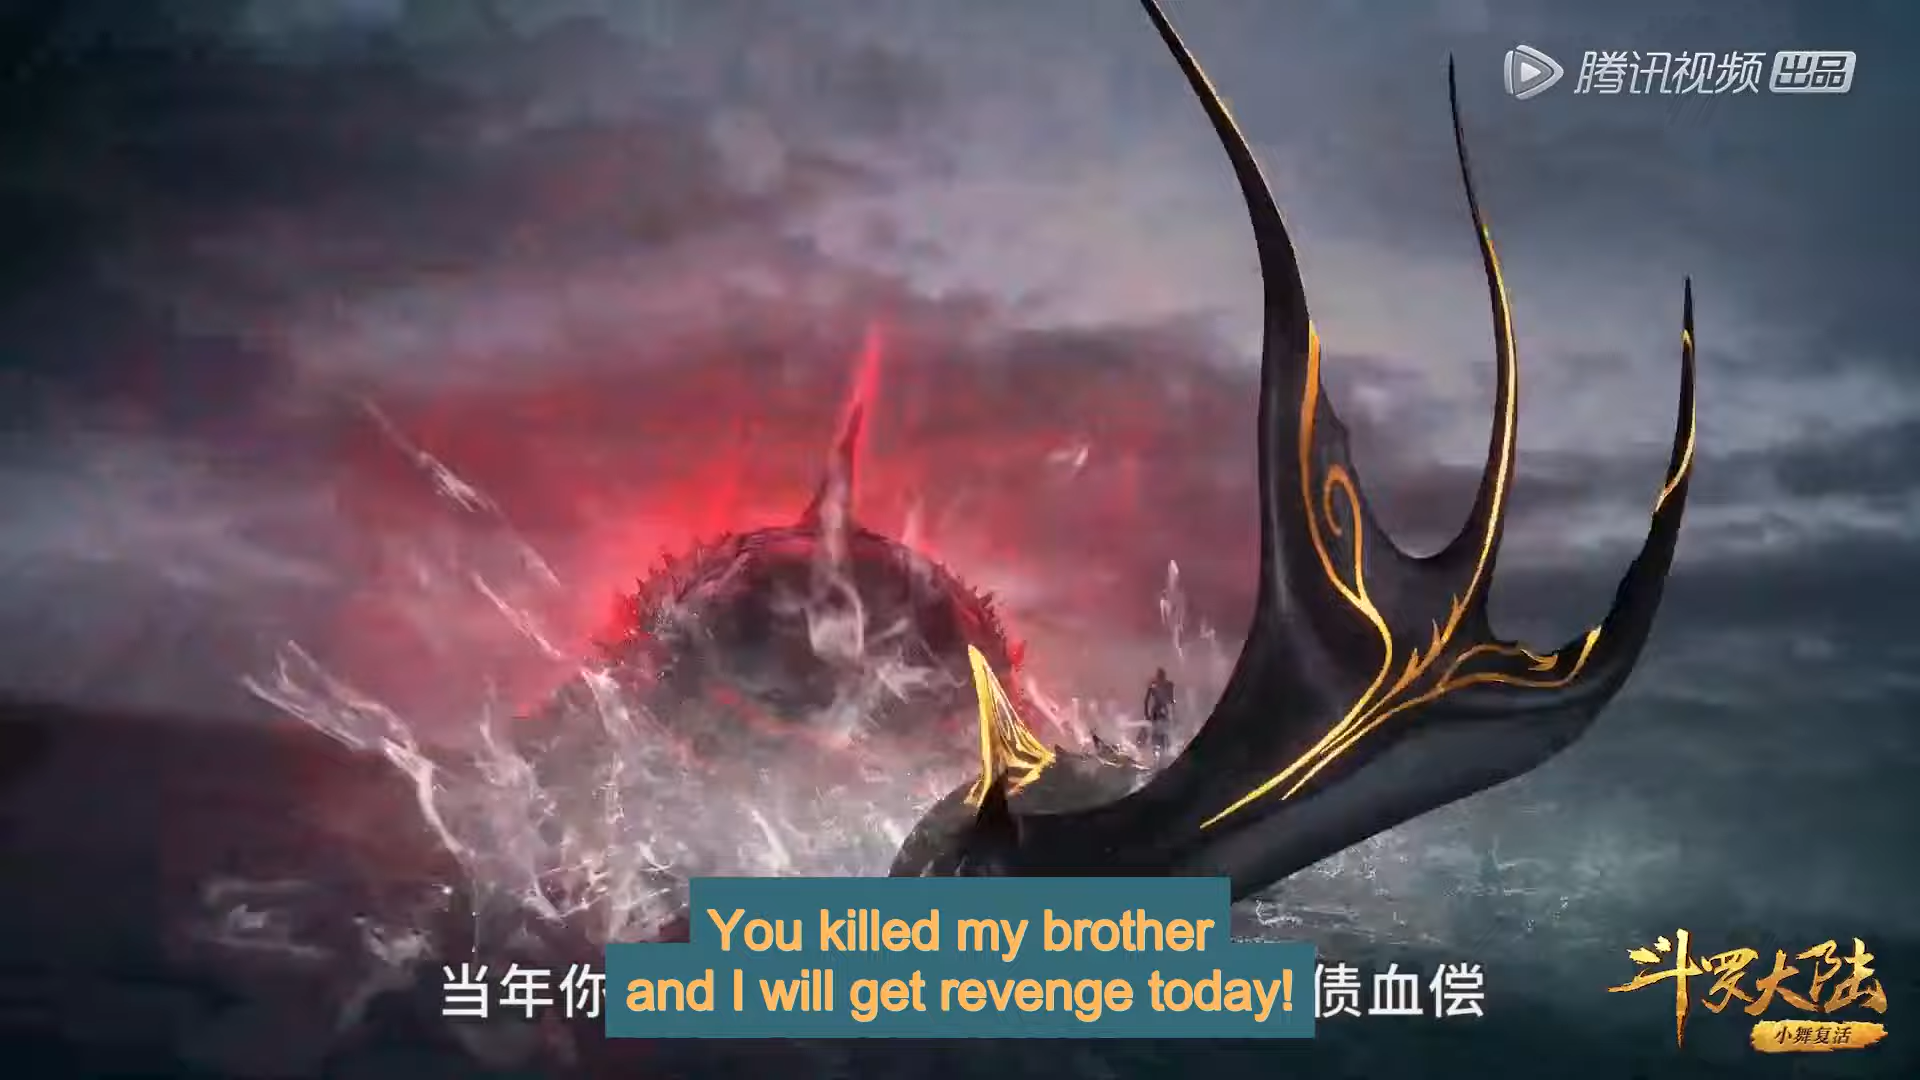 腾讯视频 出品
You killed my brother
and I will get revenge today!
当年你
债血偿
斗罗大陆
小舞复活